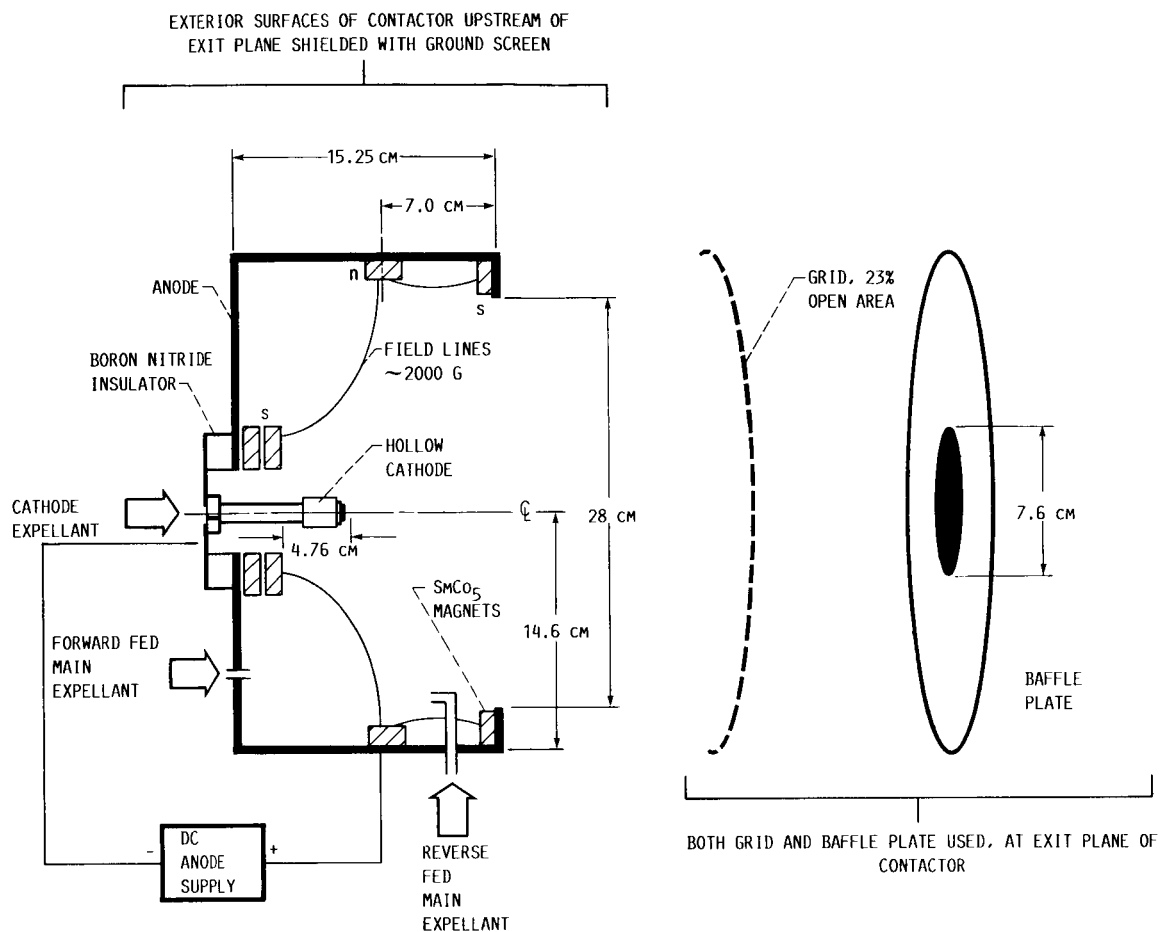 EXTERIOR SURFACES OF CONTACTOR UPSTREAM OF
EXIT PLANE SHIELDED WITH GROUND SCREEN
15.25 CM
7.0 CM
n
ANODE
S
GRID, 23%
OPEN AREA
BORON NITRIDE
INSULATOR
FIELD LINES
~2000 G
S
HOLLOW
CATHODE
CATHODE
EXPELLANT
℄
28 CM
7.6 CM
4.76 CM
SMCO5
MAGNETS
14.6 CM
FORWARD FED
MAIN
EXPELLANT
BAFFLE
PLATE
- DC +
ANODE
SUPPLY
REVERSE
FED
MAIN
EXPELLANT
BOTH GRID AND BAFFLE PLATE USED, AT EXIT PLANE OF
CONTACTOR